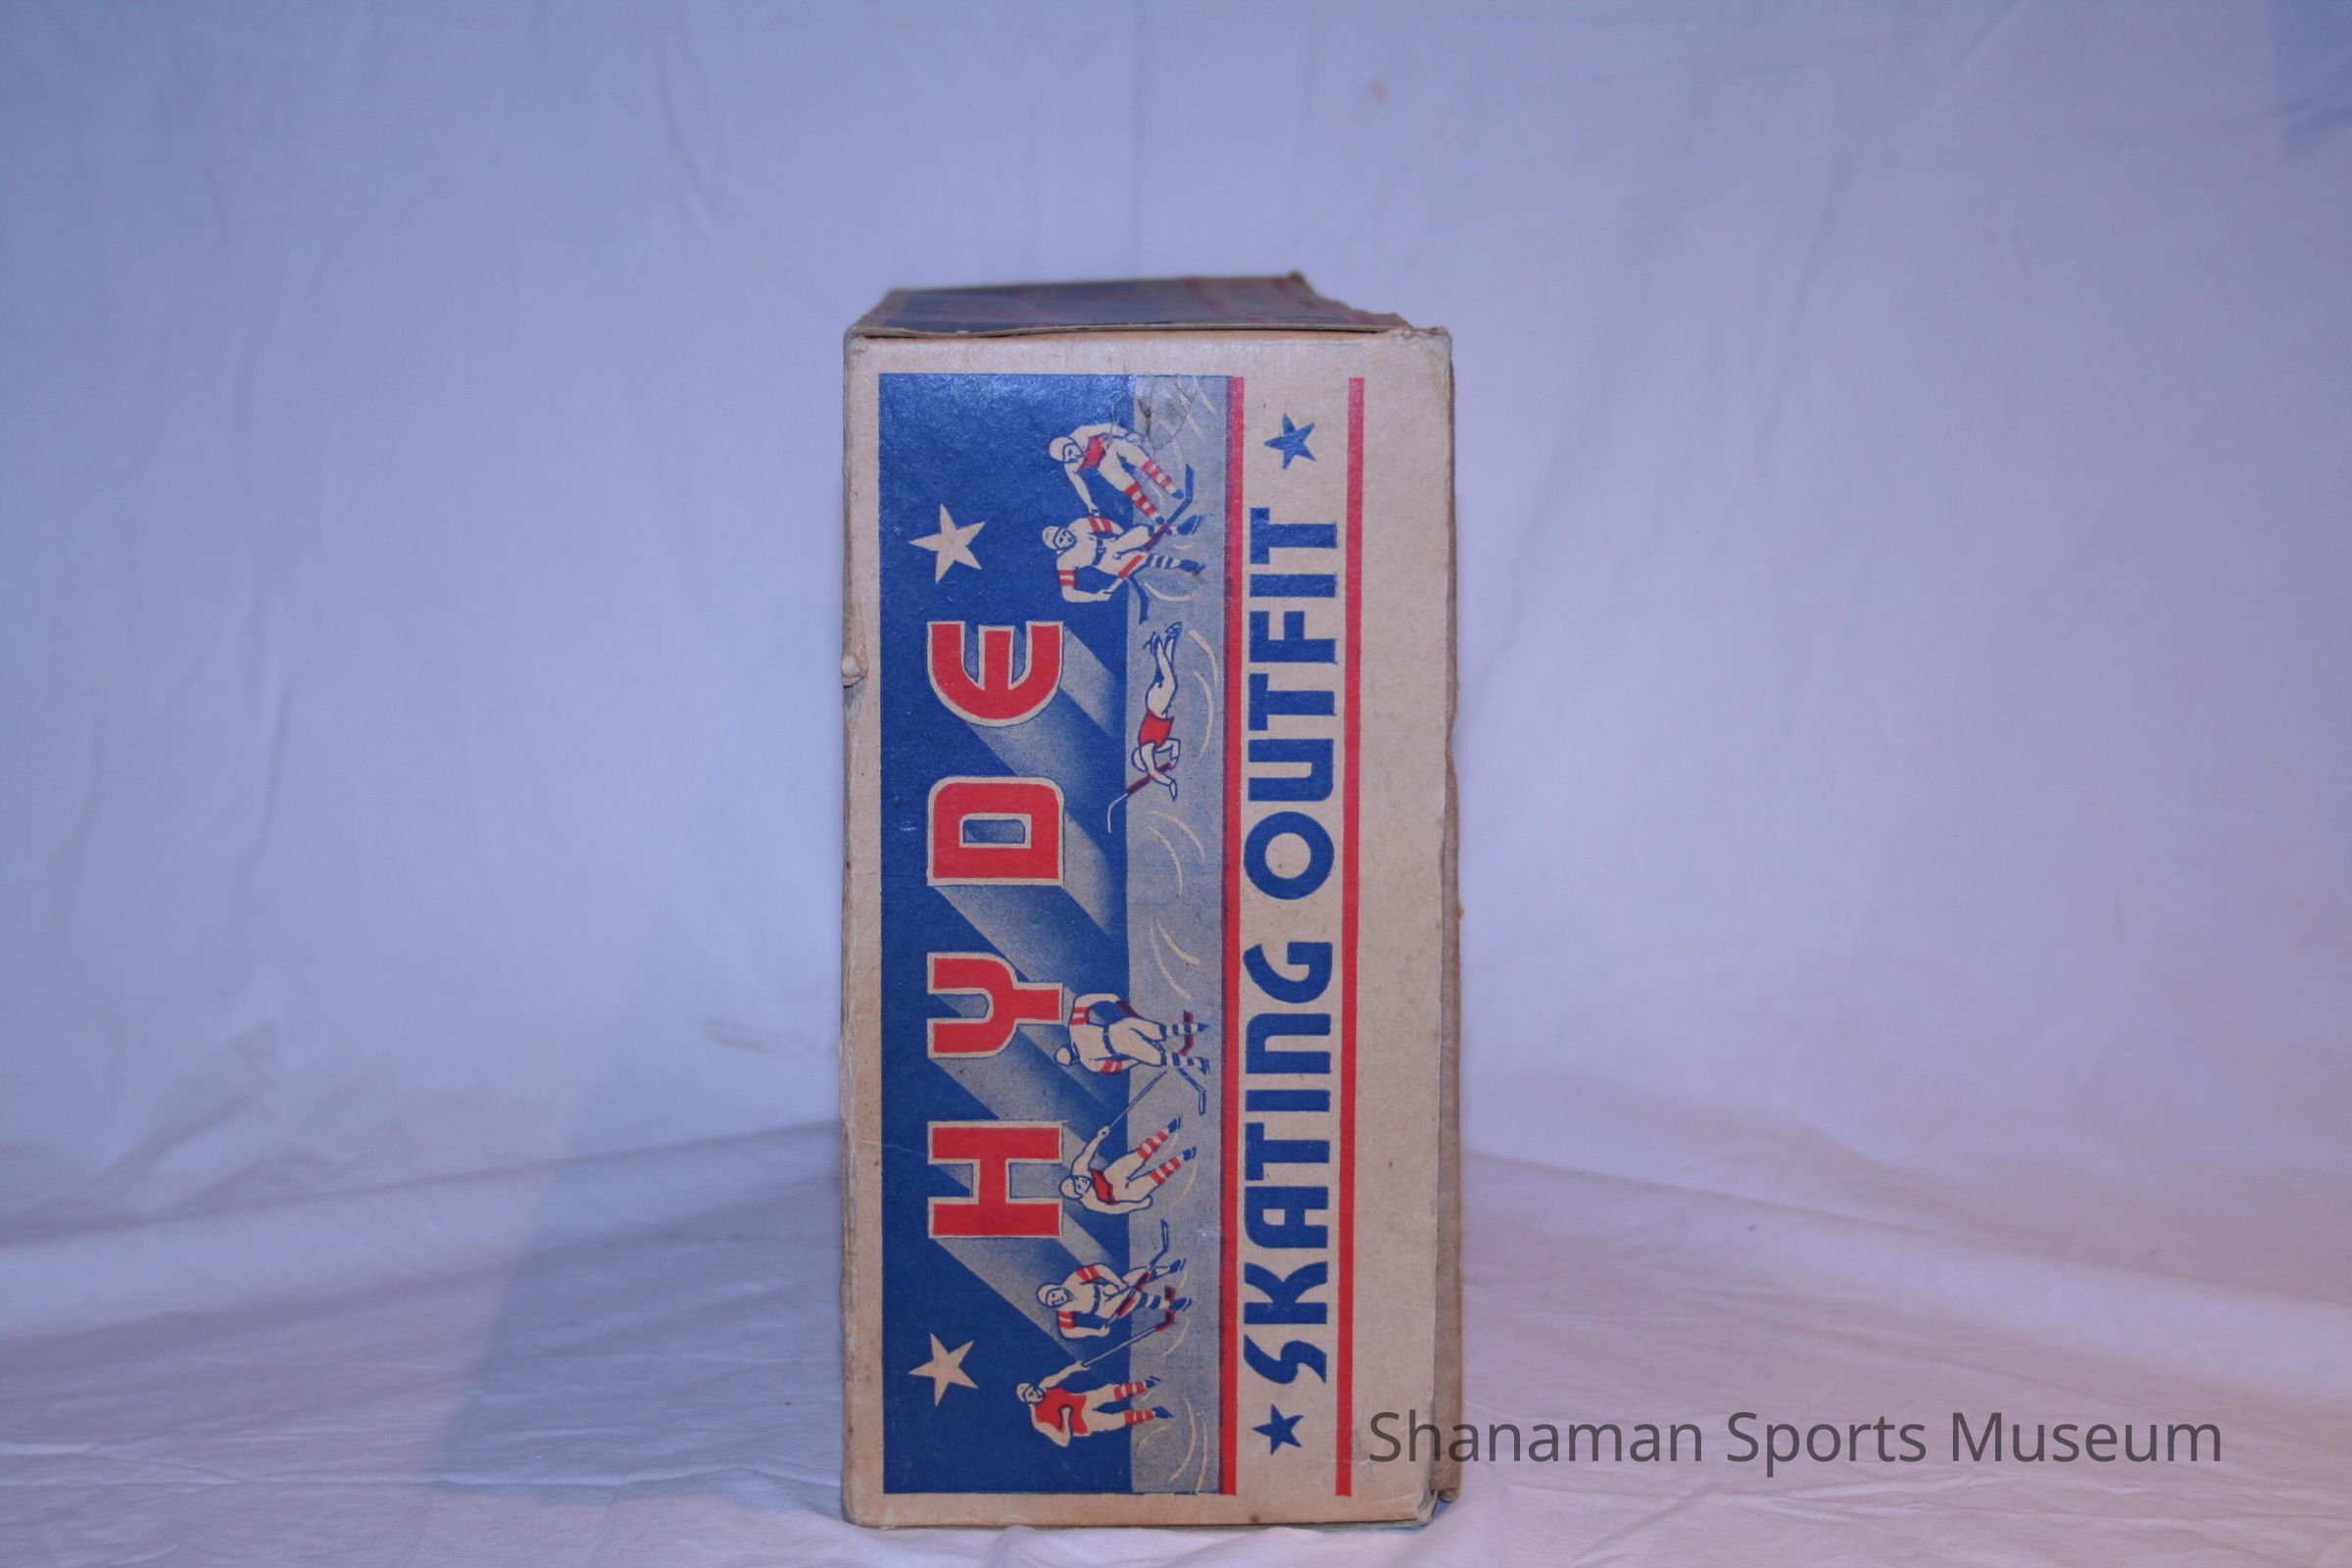 HYDE
SKATING OUTFIT
Shanaman Sports Museum